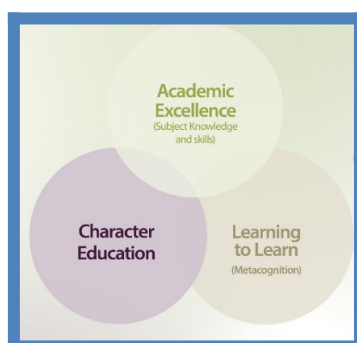 Academic
Excellence
(Subject Knowledge
and skills)
Character
Education
Learning
to Learn
(Metacognition)